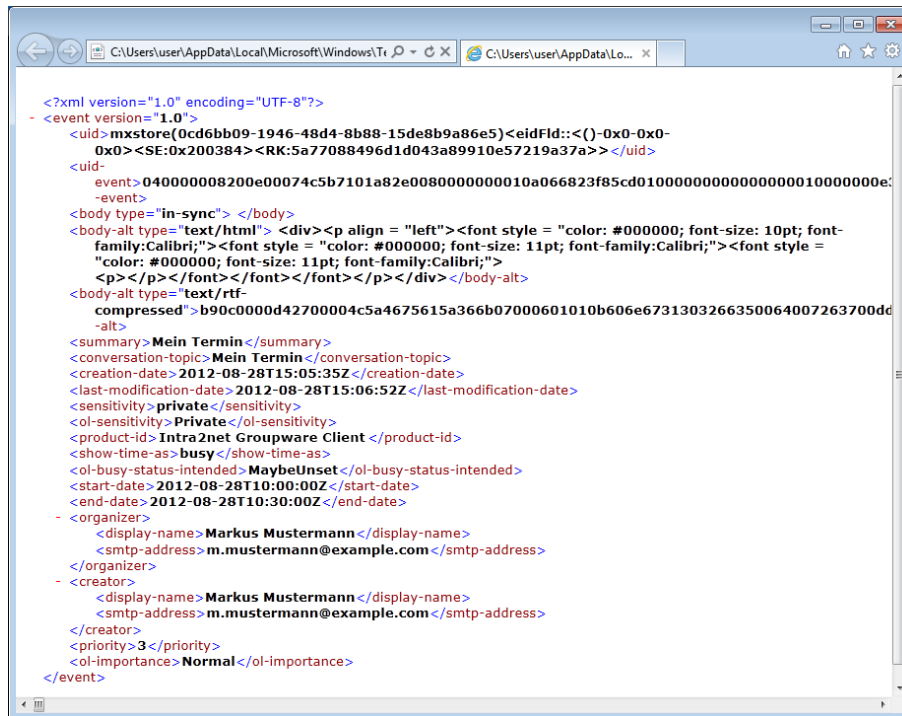 C:\Users\user\AppData\Local\Microsoft\Windows\Te
C:\Users\user\AppData\Lo...
<?xml version="1.0" encoding="UTF-8"?>
- <event version="1.0">
<uid>mxstore(0cd6bb09-1946-48d4-8b88-15de8b9a86e5)<eidFld::<()-0x0-0x0-
0x0><SE:0x200384><RK:5a77088496d1d043a89910e57219a37a>></uid>
<uid-
event>040000008200e00074c5b7101a82e0080000000010a066823f85cd010000000000000000010000000e
-event>
<body type="in-sync"> </body>
<body-alt type="text/html"> <div><p align = "left"><font style = "color: #000000; font-size: 10pt; font-
family:Calibri;"><font style = "color: #000000; font-size: 11pt; font-family:Calibri;"><font style =
"color: #000000; font-size: 11pt; font-family:Calibri;">
<p></p></font></font></font></p></div></body-alt>
<body-alt type="text/rtf-
compressed">b90c0000d42700004c5a4675615a366b07000601010b606e673130326635006400726370​0dd
-alt>
<summary>Mein Termin</summary>
<conversation-topic>Mein Termin</conversation-topic>
<creation-date>2012-08-28T15:05:35Z</creation-date>
<last-modification-date>2012-08-28T15:06:52Z</last-modification-date>
<sensitivity>private</sensitivity>
<ol-sensitivity>Private</ol-sensitivity>
<product-id>Intra2net Groupware Client </product-id>
<show-time-as>busy</show-time-as>
<ol-busy-status-intended>MaybeUnset</ol-busy-status-intended>
<start-date>2012-08-28T10:00:00Z</start-date>
<end-date>2012-08-28T10:30:00Z</end-date>
- <organizer>
<display-name>Markus Mustermann</display-name>
<smtp-address>m.mustermann@example.com</smtp-address>
</organizer>
- <creator>
<display-name>Markus Mustermann</display-name>
<smtp-address>m.mustermann@example.com</smtp-address>
</creator>
<priority>3</priority>
<ol-importance>Normal</ol-importance>
</event>